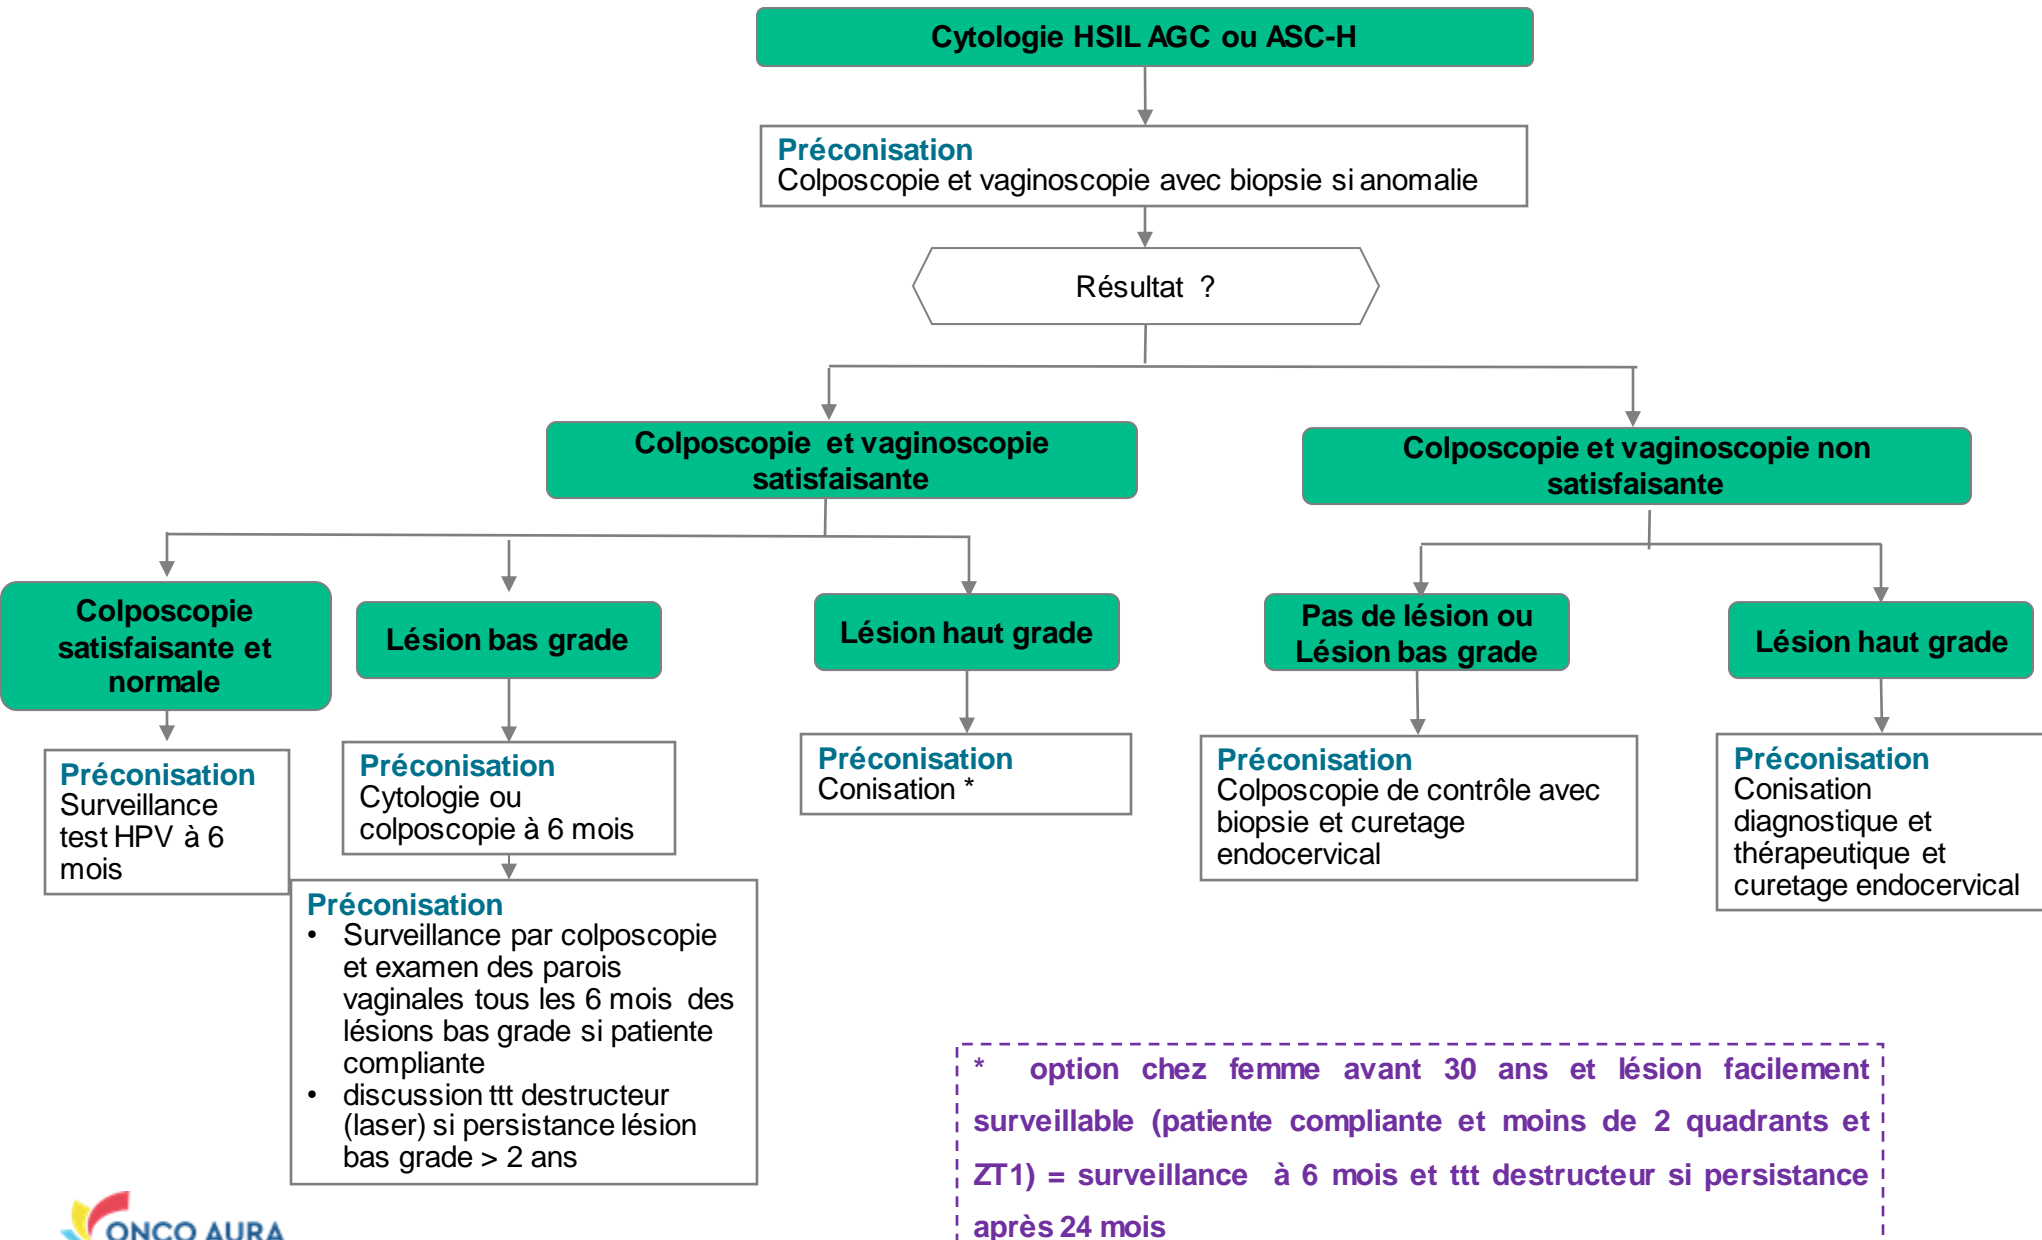 Cytologie HSIL AGC ou ASC-H
Préconisation
Colposcopie et vaginoscopie avec biopsie si anomalie
Résultat ?
Colposcopie et vaginoscopie
satisfaisante
Colposcopie et vaginoscopie non
satisfaisante
Colposcopie
satisfaisante et
normale
Lésion bas grade
Lésion haut grade
Pas de lésion ou
Lésion bas grade
Lésion haut grade
Préconisation
Surveillance
test HPV à 6
mois
Préconisation
Cytologie ou
colposcopie à 6 mois
Préconisation
Conisation *
Préconisation
Colposcopie de contrôle avec
biopsie et curetage
endocervical
Préconisation
Conisation
diagnostique et
thérapeutique et
curetage endocervical
Préconisation
• Surveillance par colposcopie
et examen des parois
vaginales tous les 6 mois des
lésions bas grade si patiente
compliante
• discussion ttt destructeur
(laser) si persistance lésion
bas grade > 2 ans
* option chez femme avant 30 ans et lésion facilement
surveillable (patiente compliante et moins de 2 quadrants et
ZT1) = surveillance à 6 mois et ttt destructeur si persistance
après 24 mois
ONCO AURA